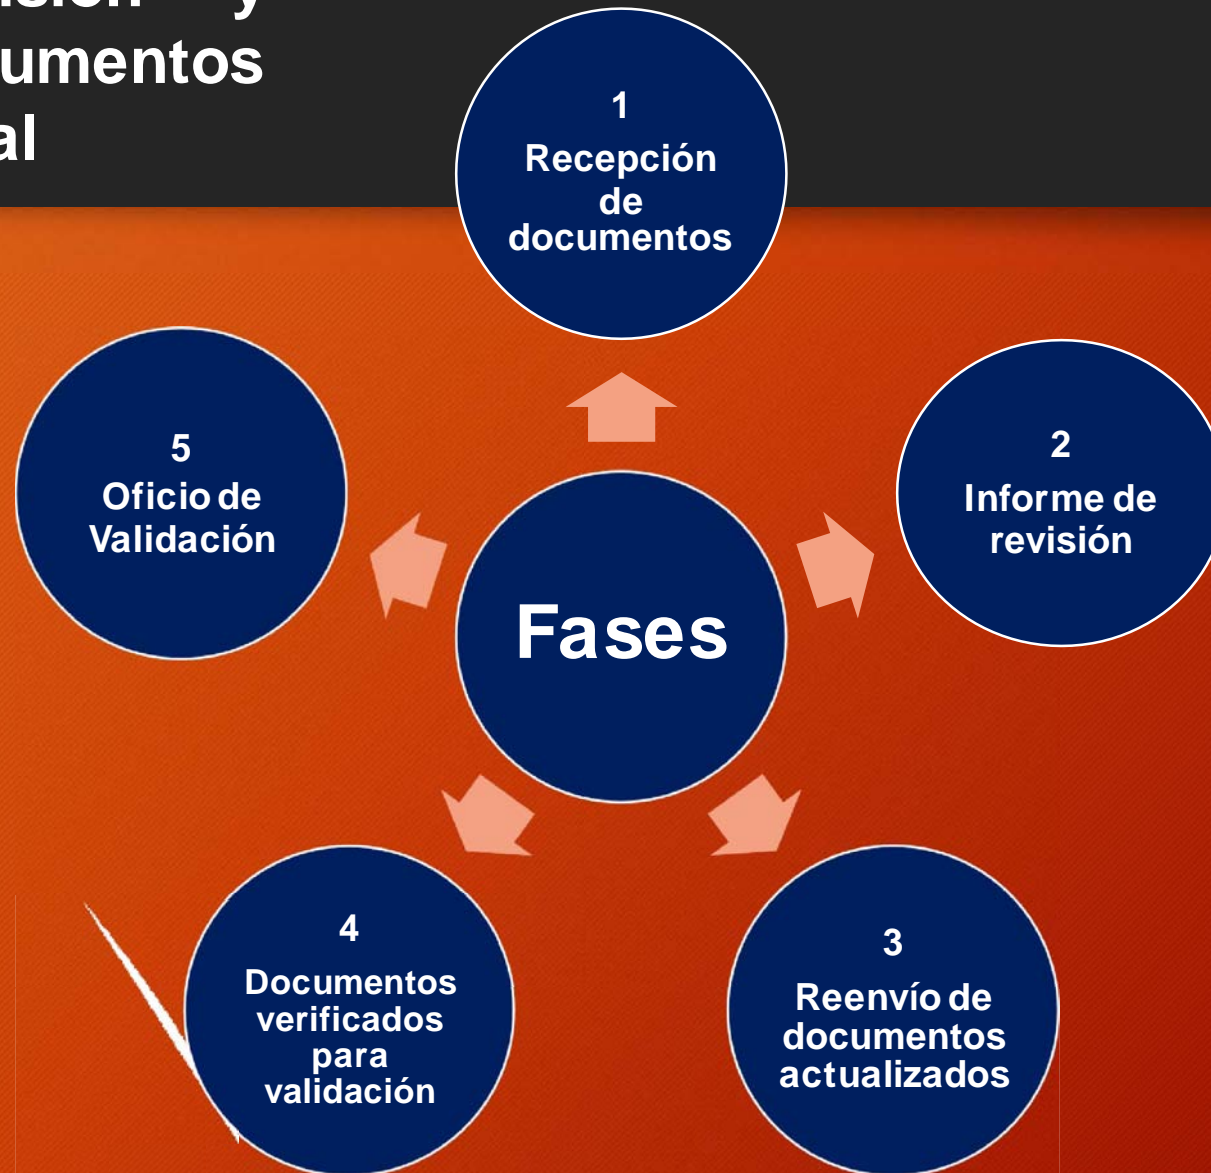 y
umentos
al
1
Recepción
de
documentos
2
Informe de
revisión
3
Reenvío de
documentos
actualizados
4
Documentos
verificados
para
validación
5
Oficio de
Validación
Fases